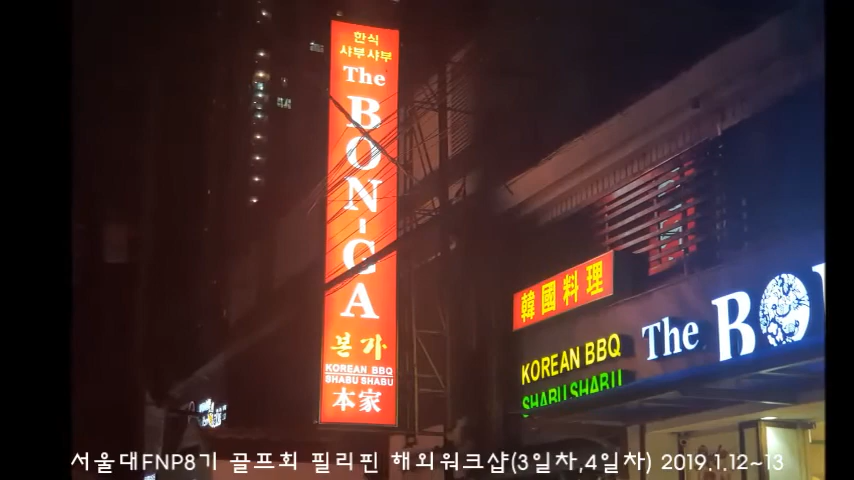 한식
샤부샤부
The
BON-GA
본가
KOREAN BBQ
SHABU SHABU
本家
韓國料理
KOREAN BBQ
SHABU SHABU
The BO
서울대FNP8기 골프회 필리핀 해외워크샵(3일차,4일차) 2019.1.12~13